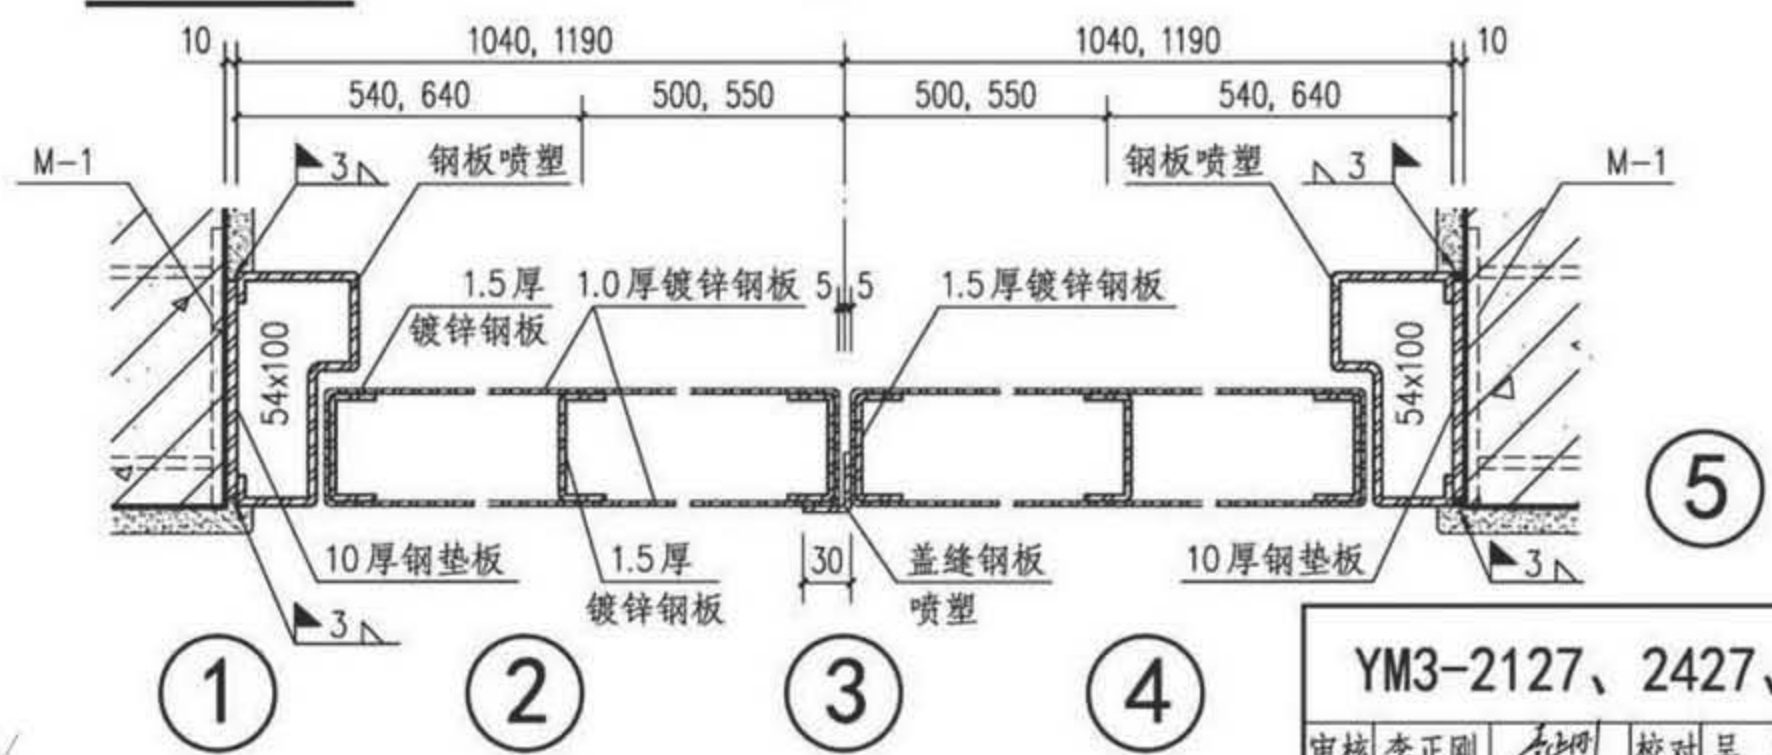 10 1040, 1190 1040, 1190 10
540, 640 500, 550 500, 550 540, 640
M-1 3 钢板喷塑 钢板喷塑 3 M-1
1.5厚 1.0厚镀锌钢板 5 5 1.5厚镀锌钢板
镀锌钢板
54x100 54x100
10厚钢垫板 1.5厚 30 盖缝钢板 10厚钢垫板 3
镀锌钢板 喷塑
3
1 2 3 4 5
YM3-2127、2427、
审核 李正刚 校对 吴